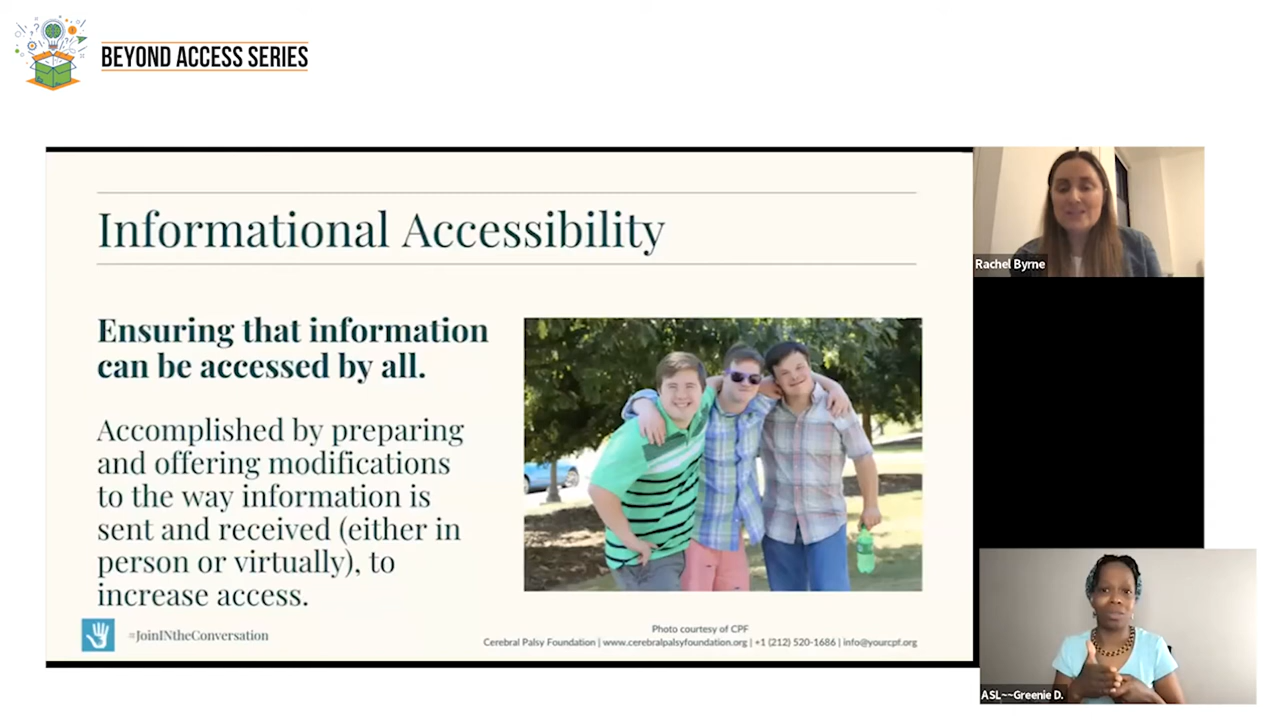 BEYOND ACCESS SERIES
Informational Accessibility
Ensuring that information
can be accessed by all.
Accomplished by preparing
and offering modifications
to the way information is
sent and received (either in
person or virtually), to
increase access.
#JoinINtheConversation
Photo courtesy of CPF
Cerebral Palsy Foundation | www.cerebralpalsyfoundation.org | +1 (212) 520-1686 | info@yourcpf.org
Rachel Byrne
ASL~~Greenie D.